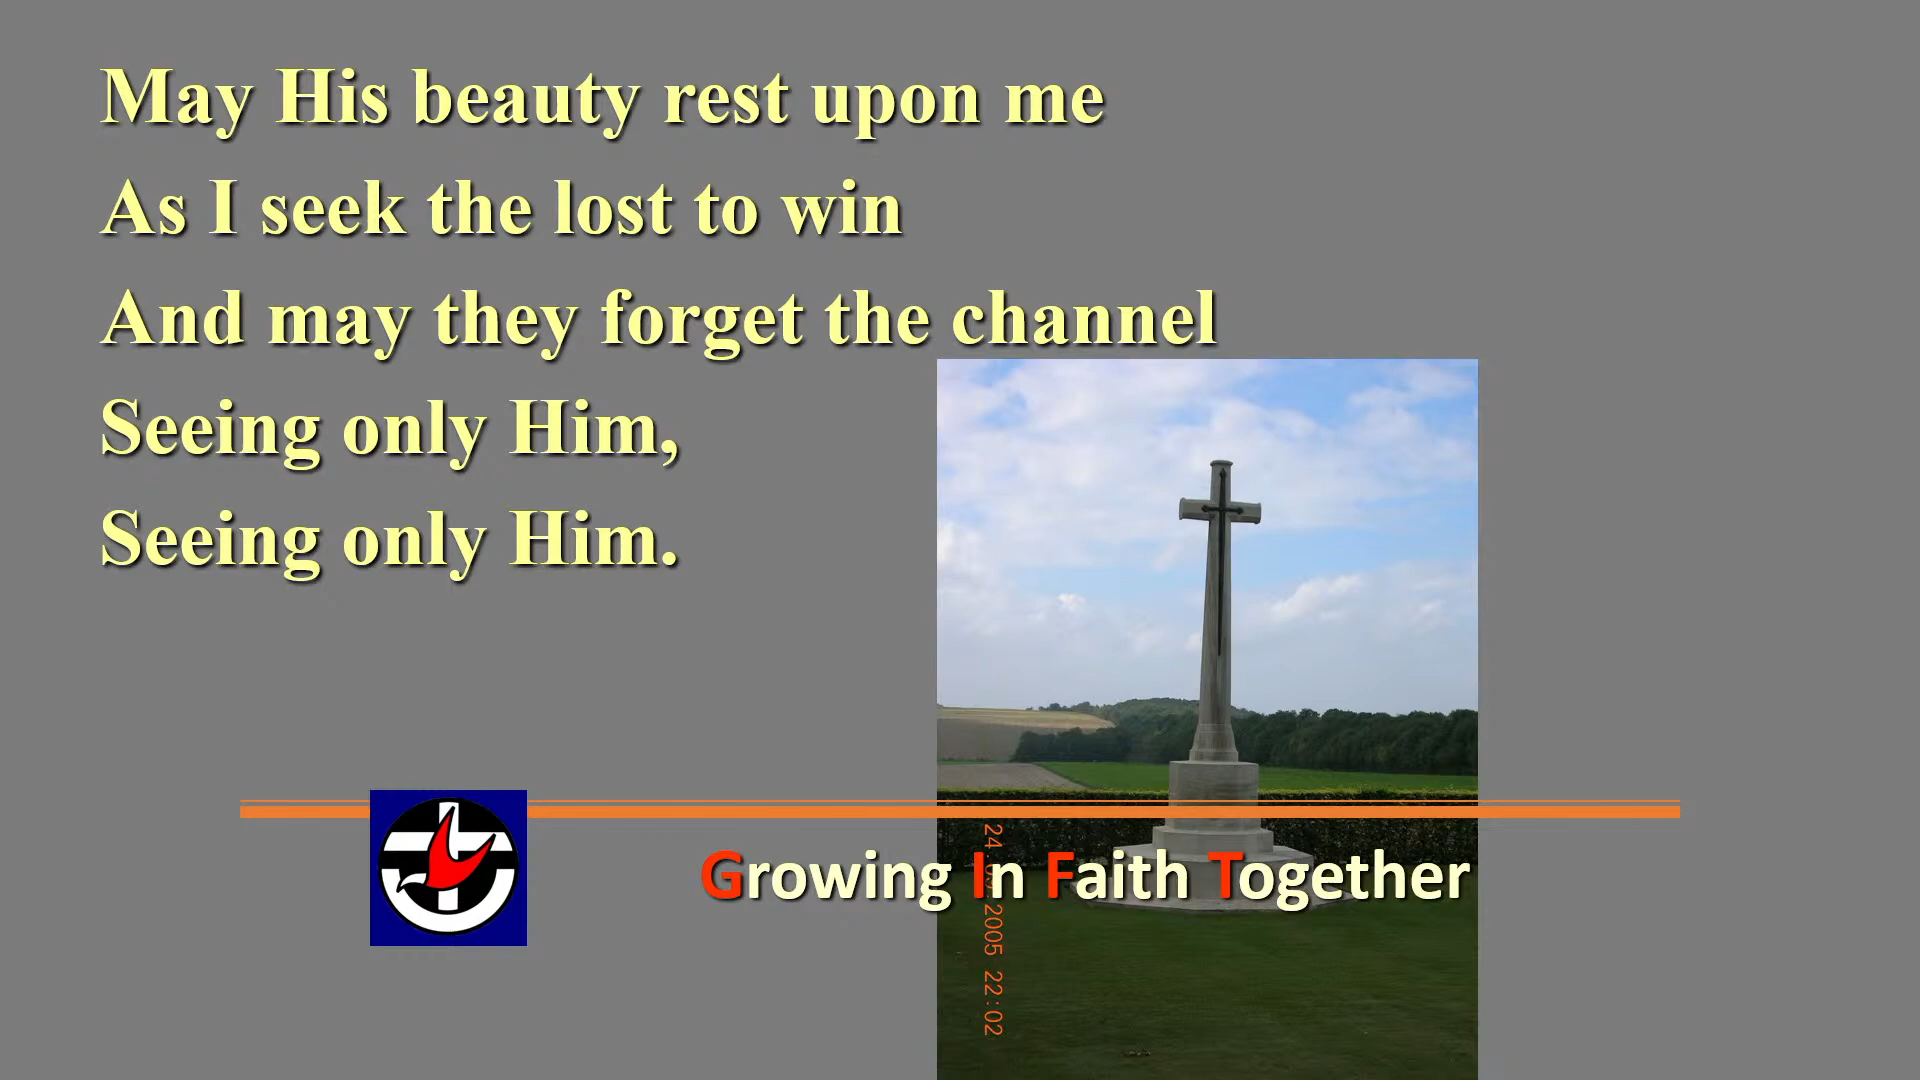 May His beauty rest upon me
As I seek the lost to win
And may they forget the channel
Seeing only Him,
Seeing only Him.
Growing In Faith Together
24 2005 22:02